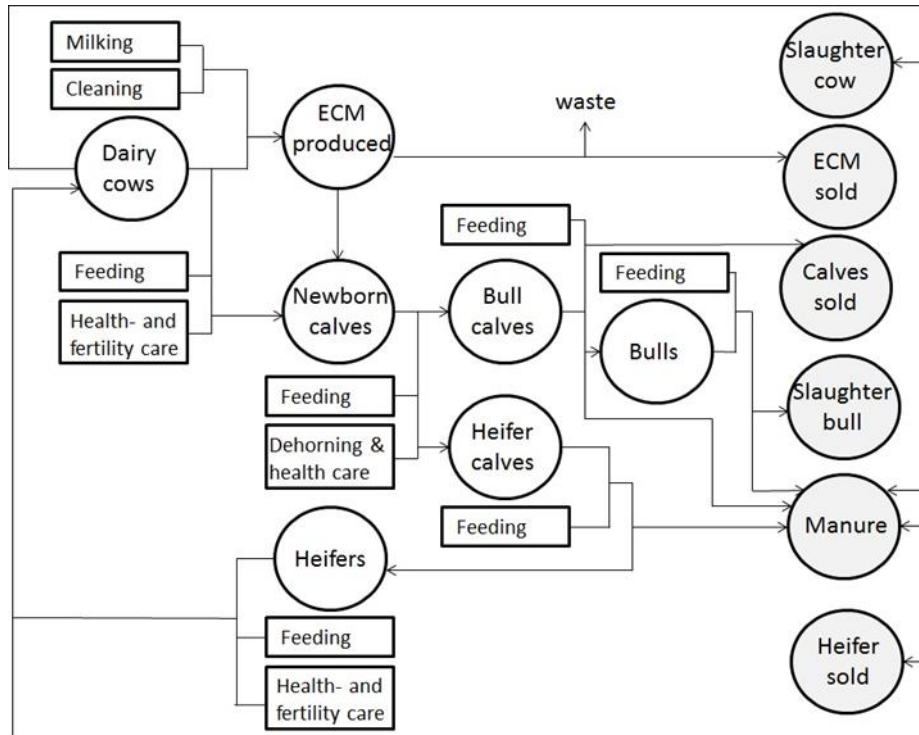 Milking
Cleaning
Dairy
cows
Feeding
Health- and
fertility care
ECM
produced
waste
Slaughter
cow
ECM
sold
Newborn
calves
Feeding
Bull
calves
Feeding
Bulls
Calves
sold
Feeding
Dehorning &
health care
Heifer
calves
Feeding
Slaughter
bull
Manure
Heifers
Feeding
Health- and
fertility care
Heifer
sold